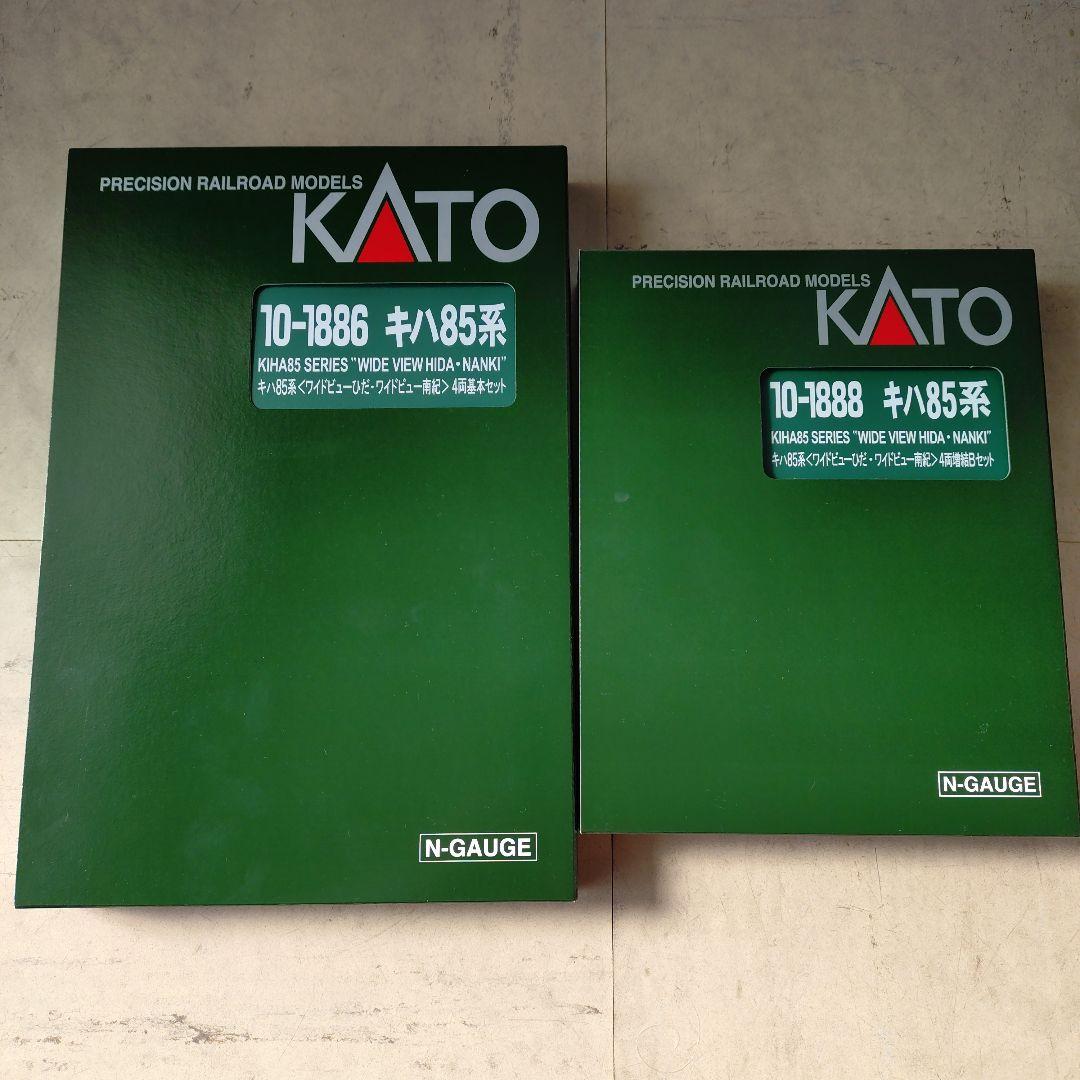 PRECISION RAILROAD MODELS
KATO
10-1886 キハ85系
KIHA85 SERIES "WIDE VIEW HIDA・NANKI"
キハ85系<ワイドビューひだ・ワイドビュー南紀>4両基本セット
N-GAUGE
PRECISION RAILROAD MODELS
KATO
10-1888 キハ85系
KIHA85 SERIES "WIDE VIEW HIDA・NANKI"
キハ85系<ワイドビューひだ・ワイドビュー南紀>4両増結Bセット
N-GAUGE